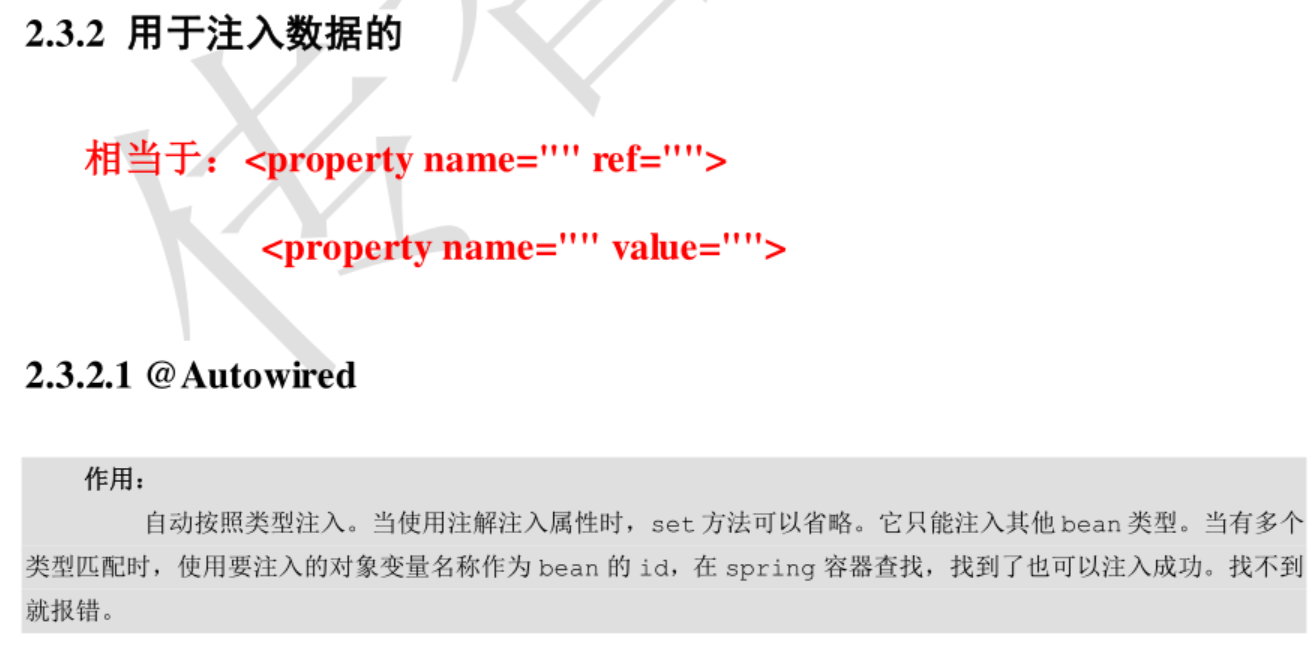 2.3.2 用于注入数据的
相当于：<property name="" ref="">
<property name="" value="">
2.3.2.1 @Autowired
作用：
自动按照类型注入。当使用注解注入属性时，set 方法可以省略。它只能注入其他 bean 类型。当有多个
类型匹配时，使用要注入的对象变量名称作为 bean 的 id，在 spring 容器查找，找到了也可以注入成功。找不到
就报错。